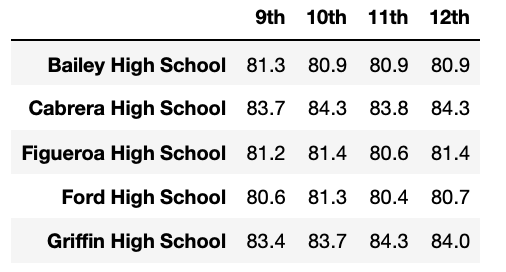 9th 10th 11th 12th
Bailey High School 81.3 80.9 80.9 80.9
Cabrera High School 83.7 84.3 83.8 84.3
Figueroa High School 81.2 81.4 80.6 81.4
Ford High School 80.6 81.3 80.4 80.7
Griffin High School 83.4 83.7 84.3 84.0